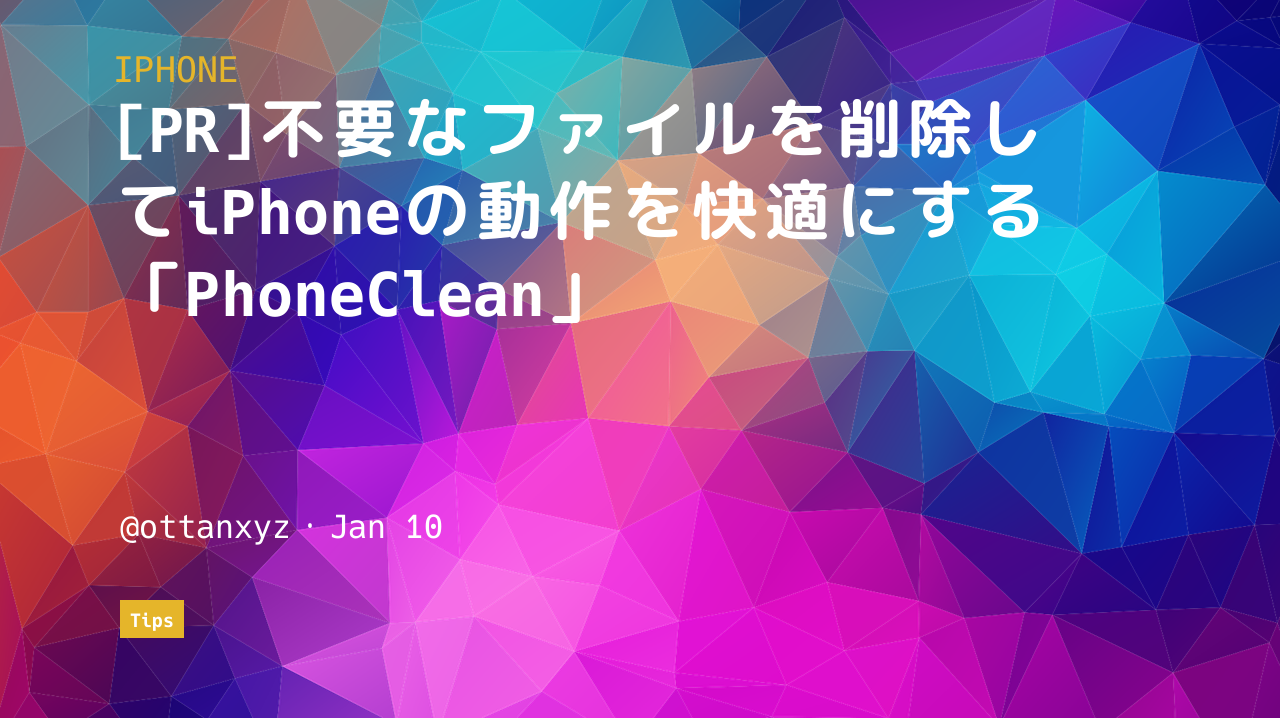 IPHONE
[PR]不要なファイルを削除し
てiPhoneの動作を快適にする
「PhoneClean」
@ottanxyz・Jan 10
Tips